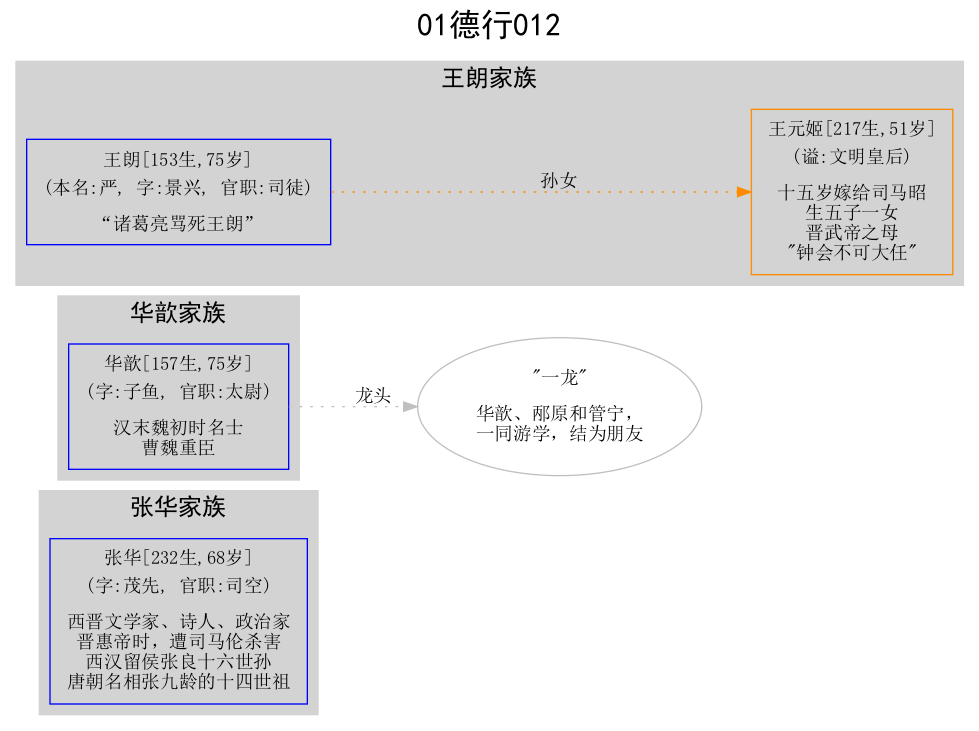 01德行012
王朗家族
王朗[153生,75岁]
(本名:严, 字:景兴, 官职:司徒)
“诸葛亮骂死王朗”
孙女
王元姬[217生,51岁]
(谥:文明皇后)
十五岁嫁给司马昭
生五子一女
晋武帝之母
"钟会不可大任"
华歆家族
华歆[157生,75岁]
(字:子鱼, 官职:太尉)
汉末魏初时名士
曹魏重臣
龙头
"一龙"
华歆、邴原和管宁，
一同游学，结为朋友
张华家族
张华[232生,68岁]
(字:茂先, 官职:司空)
西晋文学家、诗人、政治家
晋惠帝时，遭司马伦杀害
西汉留侯张良十六世孙
唐朝名相张九龄的十四世祖